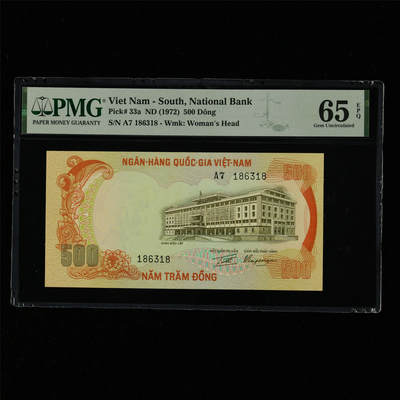 PMG
PAPER MONEY GUARANTY
Viet Nam - South, National Bank
Pick# 33a ND (1972) 500 Dông
S/N A7 186318 - Wmk: Woman's Head
65 EPQ
Gem Uncirculated
NGÂN-HÀNG QUỐC-GIA VIỆT-NAM
500
A7 186318
186318
500
500
NĂM TRĂM ĐỒNG